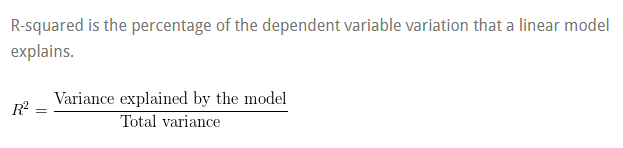 R-squared is the percentage of the dependent variable variation that a linear model
explains.
R² = Variance explained by the model
Total variance